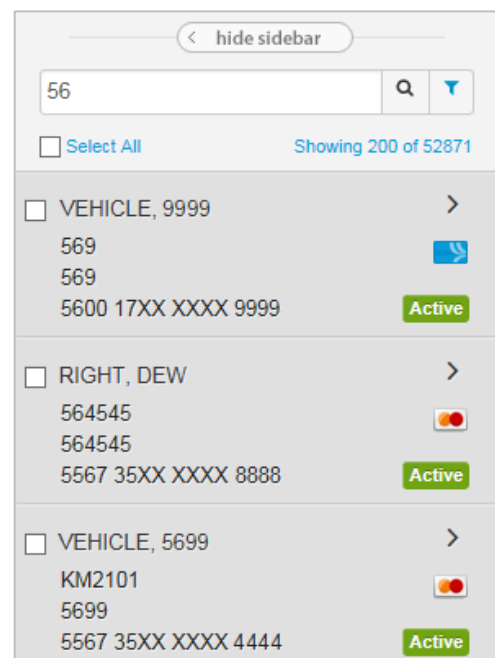 hide sidebar
56
Select All Showing 200 of 52871
VEHICLE, 9999
569
569
5600 17XX XXXX 9999 Active
RIGHT, DEW
564545
564545
5567 35XX XXXX 8888 Active
VEHICLE, 5699
KM2101
5699
5567 35XX XXXX 4444 Active